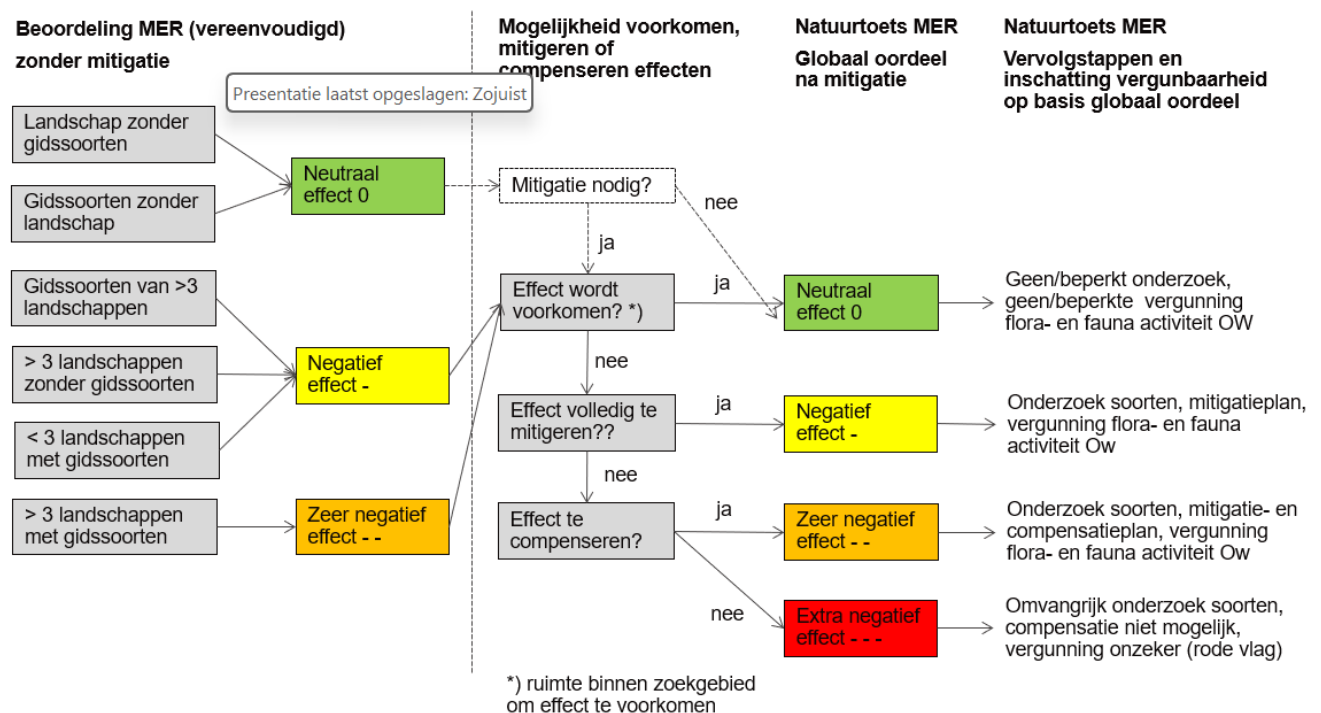 Beoordeling MER (vereenvoudigd)
zonder mitigatie
Mogelijkheid voorkomen,
mitigeren of
compenseren effecten
Natuurtoets MER
Globaal oordeel
na mitigatie
Natuurtoets MER
Vervolgstappen en
inschatting vergunbaarheid
op basis globaal oordeel
Presentatie laatst opgeslagen: Zojuist
Landschap zonder
gidssoorten
Gidssoorten zonder
landschap
Neutraal
effect 0
Mitigatie nodig?
nee
ja
Gidssoorten van >3
landschappen
> 3 landschappen
zonder gidssoorten
< 3 landschappen
met gidssoorten
Negatief
effect -
> 3 landschappen
met gidssoorten
Zeer negatief
effect - -
Effect wordt
voorkomen? *)
ja
Neutraal
effect 0
Geen/beperkt onderzoek,
geen/beperkte vergunning
flora- en fauna activiteit OW
nee
Effect volledig te
mitigeren??
ja
Negatief
effect -
Onderzoek soorten, mitigatieplan,
vergunning flora- en fauna
activiteit Ow
nee
Effect te
compenseren?
ja
Zeer negatief
effect - -
Onderzoek soorten, mitigatie- en
compensatieplan, vergunning
flora- en fauna activiteit Ow
nee
Extra negatief
effect - - -
Omvangrijk onderzoek soorten,
compensatie niet mogelijk,
vergunning onzeker (rode vlag)
*) ruimte binnen zoekgebied
om effect te voorkomen